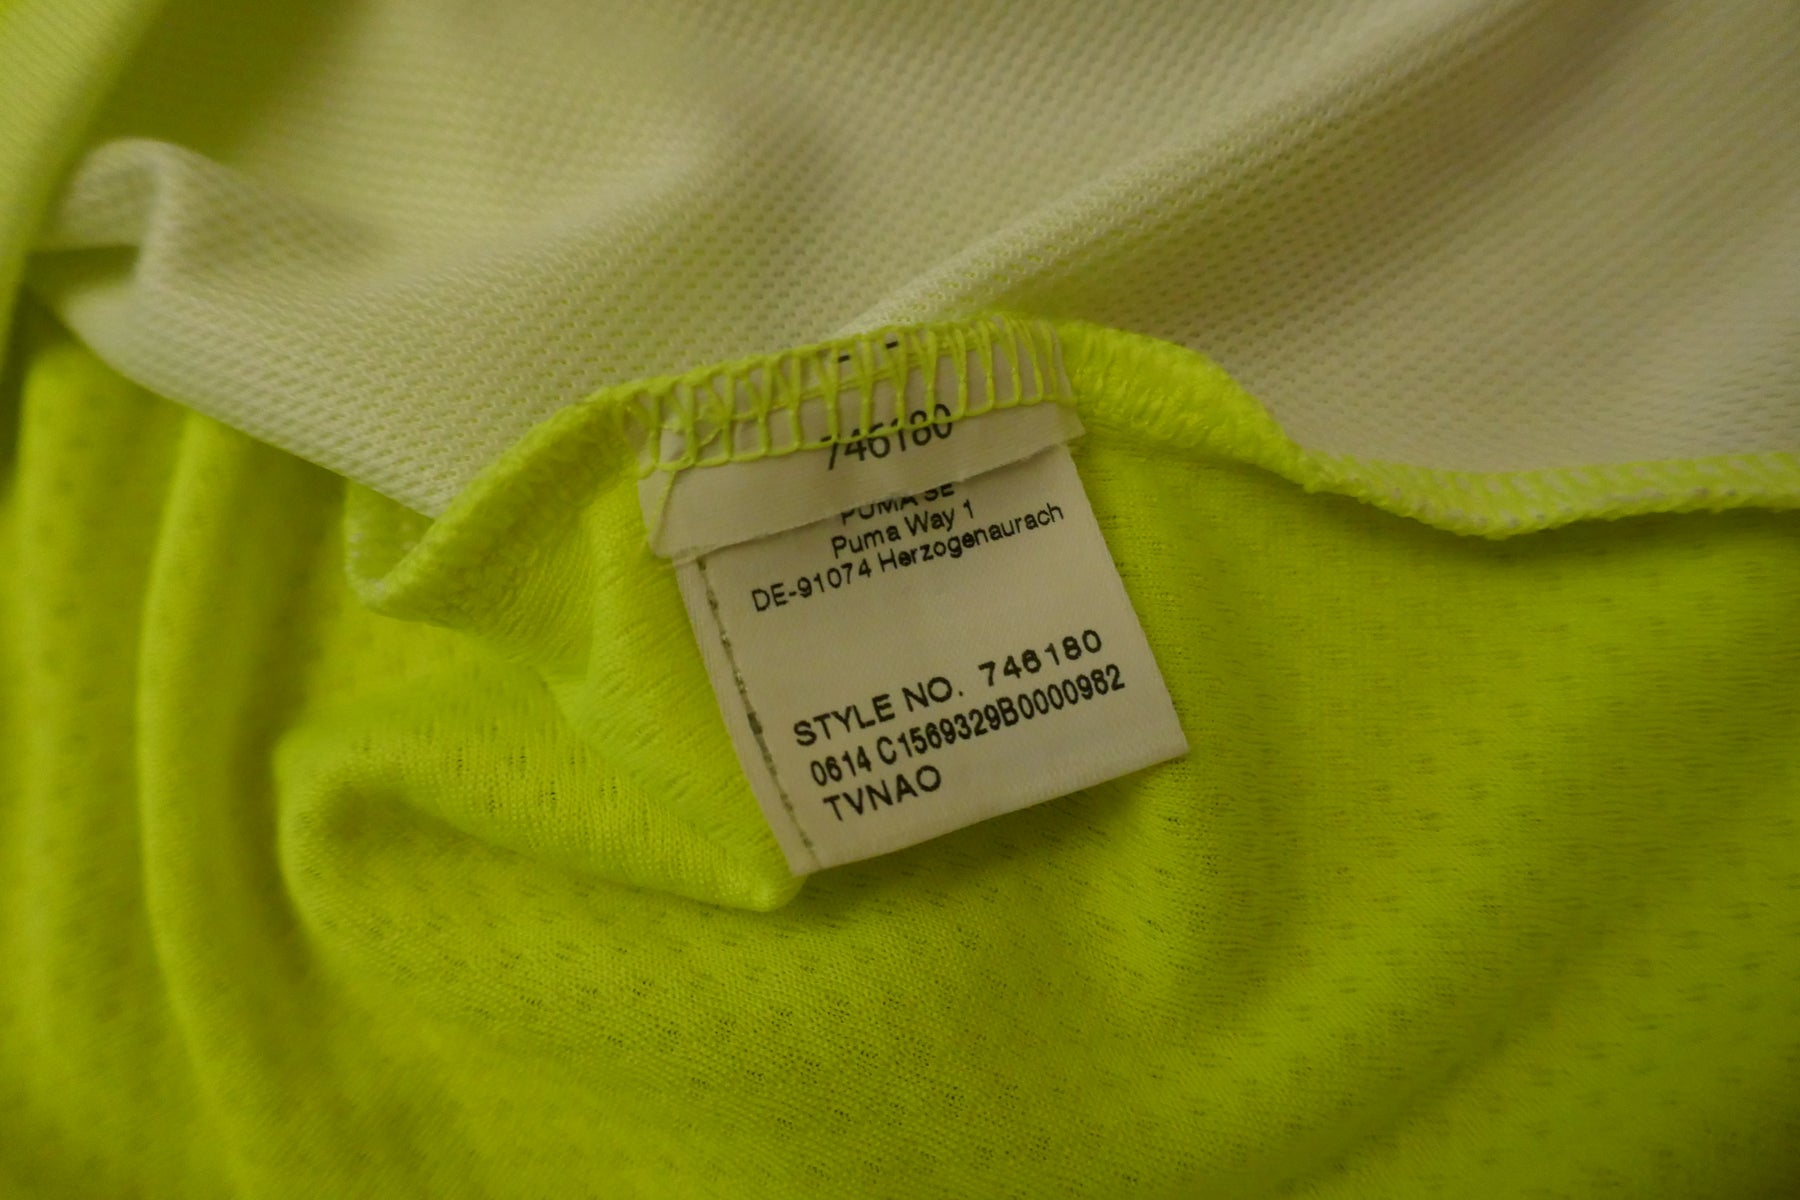 746180
PUMA SE
Puma Way 1
DE-91074 Herzogenaurach
STYLE NO. 746180
0614 C1569329B0000982
TVNAO